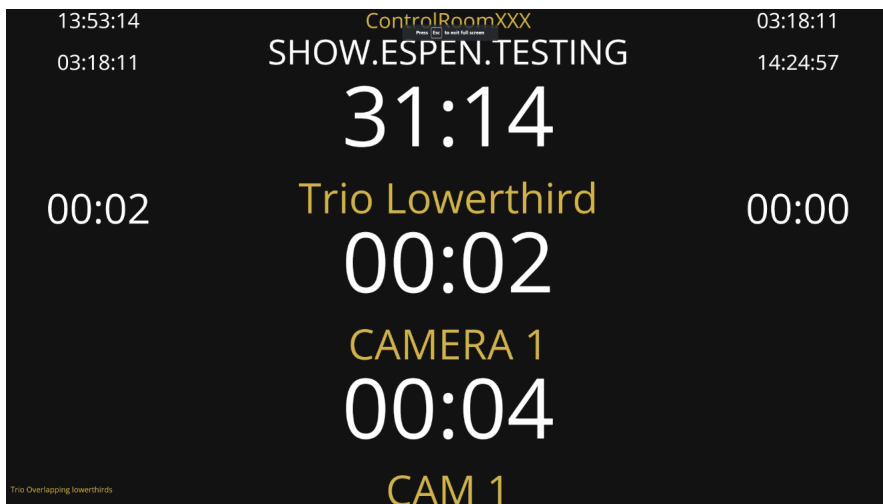 13:53:14 ControlRoomXXX 03:18:11
Press Esc to exit full screen
03:18:11 SHOW.ESPEN.TESTING 14:24:57
31:14
Trio Lowerthird
00:02 00:02 00:00
CAMERA 1
00:04
Trio Overlapping lowerthirds CAM 1